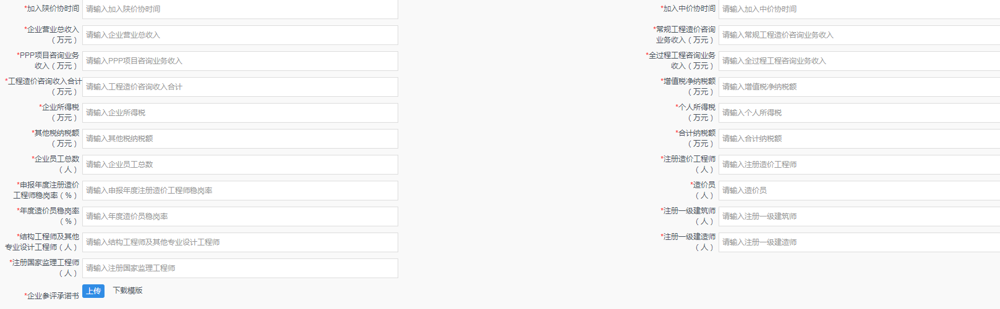 *加入陕价协时间 请输入加入陕价协时间 *加入中价协时间 请输入加入中价协时间
*企业营业总收入
（万元） 请输入企业营业总收入 *常规工程造价咨询
业务收入（万元） 请输入常规工程造价咨询业务收入
*PPP项目咨询业务
收入（万元） 请输入PPP项目咨询业务收入 *全过程工程咨询业务
收入（万元） 请输入全过程工程咨询业务收入
*工程造价咨询收入合计
（万元） 请输入工程造价咨询收入合计 *增值税净纳税额
（万元） 请输入增值税净纳税额
*企业所得税
（万元） 请输入企业所得税 *个人所得税
（万元） 请输入个人所得税
*其他税纳税额
（万元） 请输入其他税纳税额 *合计纳税额
（万元） 请输入合计纳税额
*企业员工总数
（人） 请输入企业员工总数 *注册造价工程师
（人） 请输入注册造价工程师
*申报年度注册造价
工程师稳岗率（%） 请输入申报年度注册造价工程师稳岗率 *造价员
（人） 请输入造价员
*年度造价员稳岗率
（%） 请输入年度造价员稳岗率 *注册一级建筑师
（人） 请输入注册一级建筑师
*结构工程师及其他
专业设计工程师（人） 请输入结构工程师及其他专业设计工程师 *注册一级建造师
（人） 请输入注册一级建造师
*注册国家监理工程师
（人） 请输入注册国家监理工程师
*企业参评承诺书 上传 下载模版